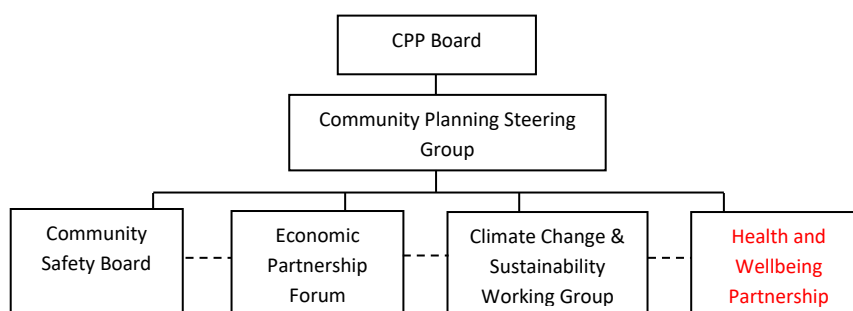 CPP Board
Community Planning Steering
Group
Community
Safety Board
Economic
Partnership
Forum
Climate Change &
Sustainability
Working Group
Health and
Wellbeing
Partnership